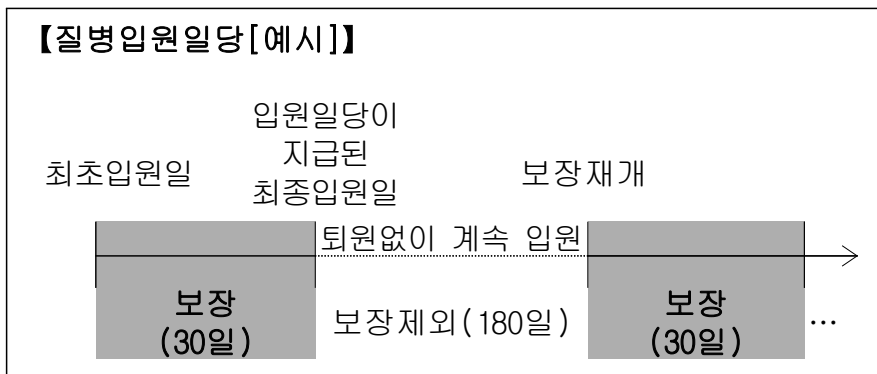 【질병입원일당[예시]】
최초입원일
입원일당이
지급된
최종입원일
보장재개
퇴원없이 계속 입원
보장
(30일)
보장제외(180일)
보장
(30일)
…